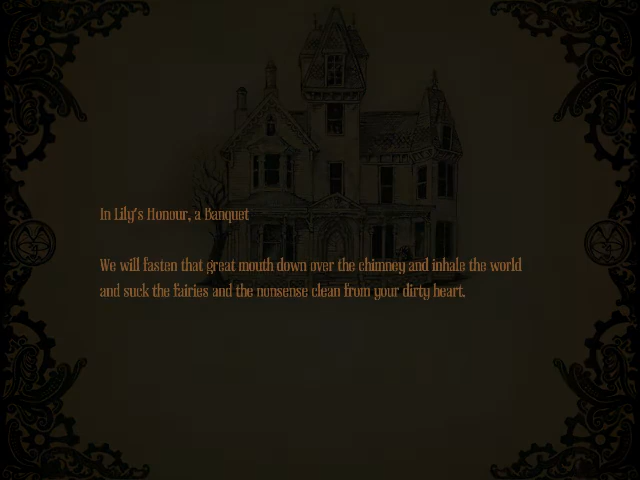 In Lily's Honour, a Banquet
We will fasten that great mouth down over the chimney and inhale the world
and suck the fairies and the nonsense clean from your dirty heart.